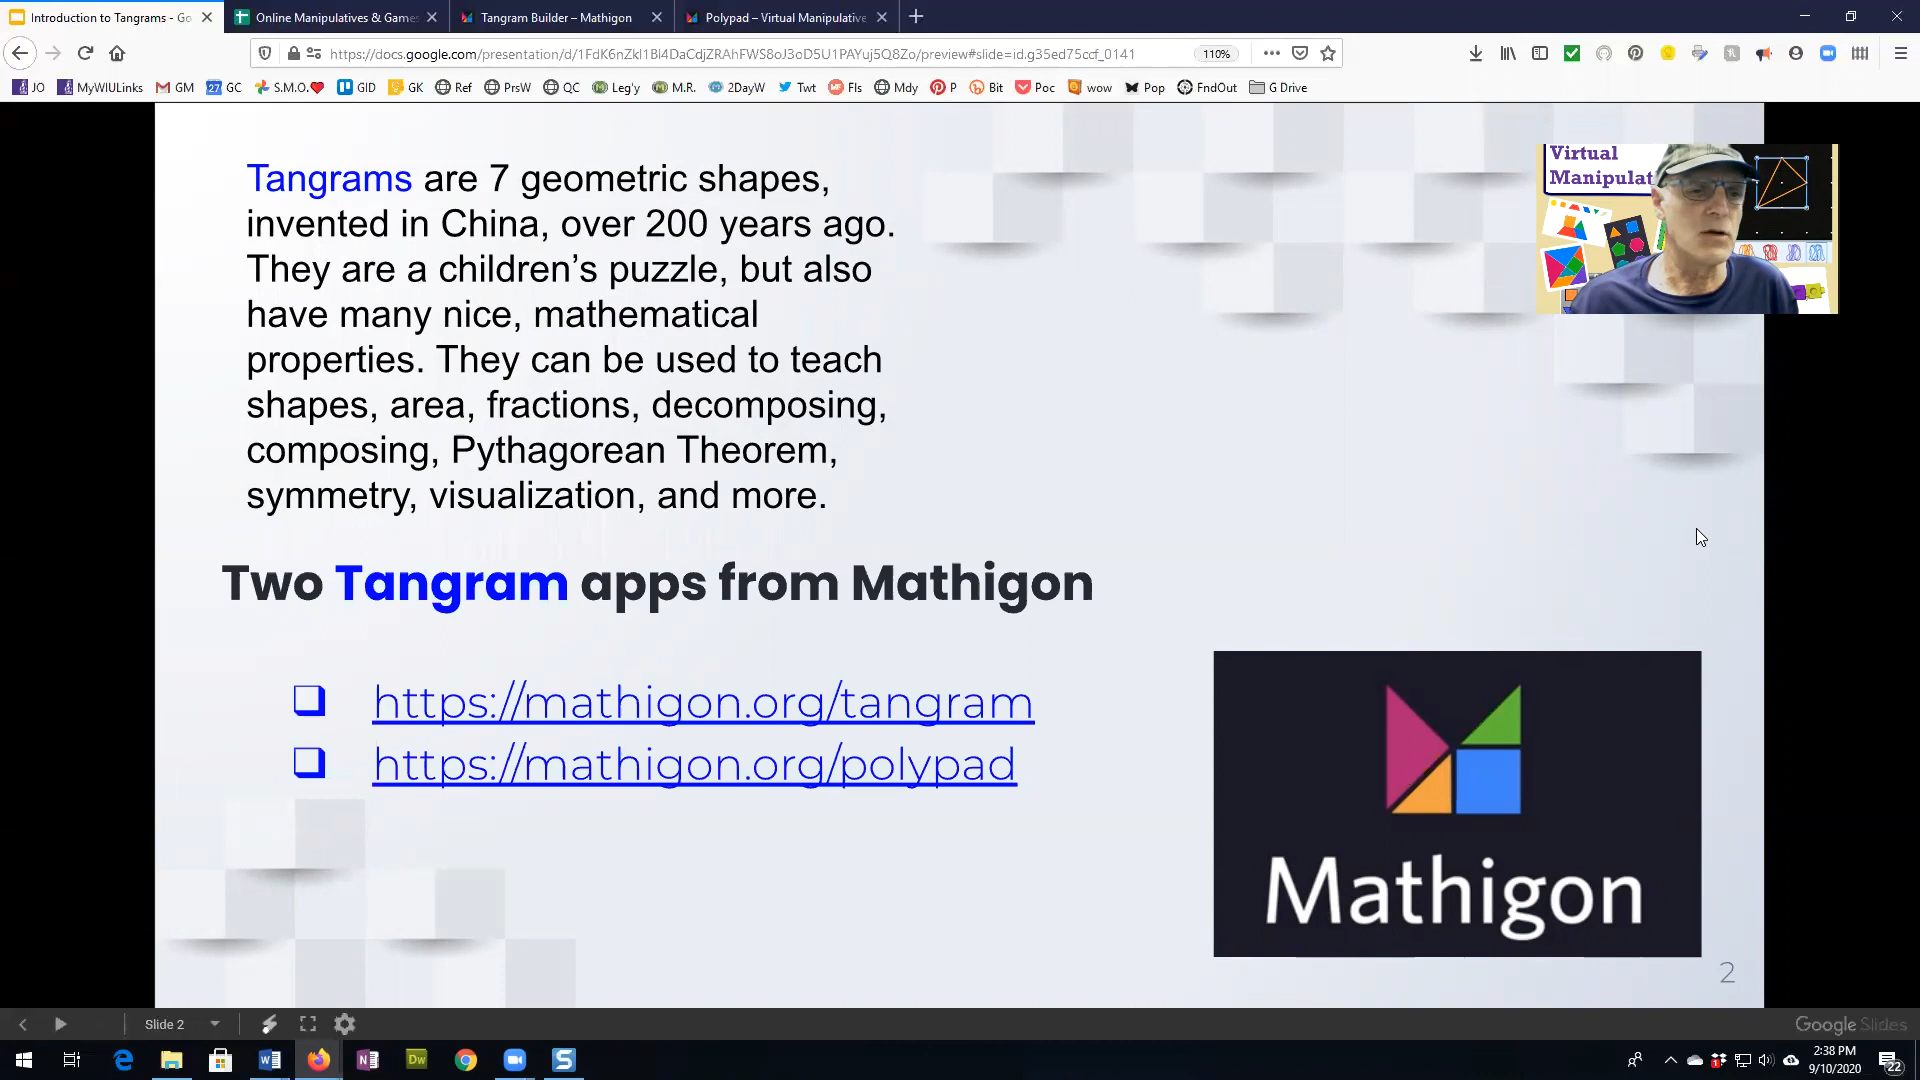 Introduction to Tangrams - Go
Online Manipulatives & Game
Tangram Builder – Mathigon
Polypad – Virtual Manipulative
https://docs.google.com/presentation/d/1FdK6nZkI1Bi4DaCdjZRAhFWS8oJ3oD5U1PAYuj5Q8Zo/preview#slide=id.g35ed75ccf_0141
110%
JO
MyWIULinks
GM
GC
S.M.O.
GID
GK
Ref
PrsW
QC
Leg'y
M.R.
2DayW
Twt
Fls
Mdy
P
Bit
Poc
wow
Pop
FndOut
G Drive
Tangrams are 7 geometric shapes,
invented in China, over 200 years ago.
They are a children’s puzzle, but also
have many nice, mathematical
properties. They can be used to teach
shapes, area, fractions, decomposing,
composing, Pythagorean Theorem,
symmetry, visualization, and more.
Virtual
Manipulat
Two Tangram apps from Mathigon
❑ https://mathigon.org/tangram
❑ https://mathigon.org/polypad
Mathigon
2
Slide 2
Google Slides
2:38 PM
9/10/2020
22